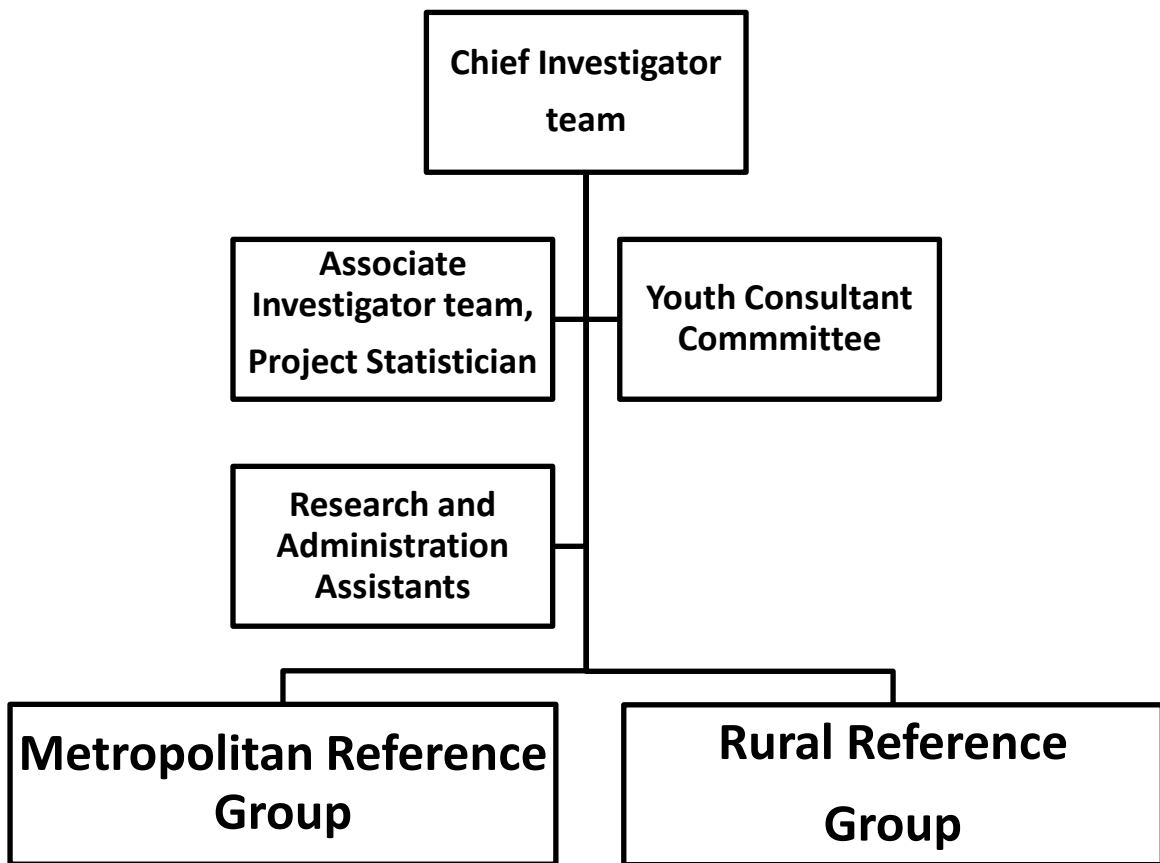 Chief Investigator
team
Associate
Investigator team,
Project Statistician
Youth Consultant
Commmittee
Research and
Administration
Assistants
Metropolitan Reference
Group
Rural Reference
Group